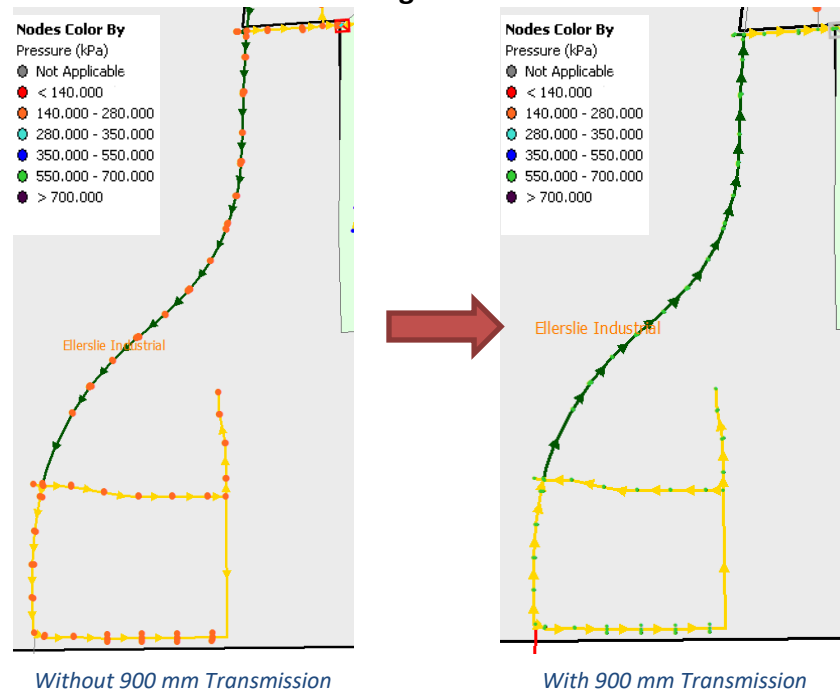 Nodes Color By
Pressure (kPa)
Not Applicable
< 140.000
140.000 - 280.000
280.000 - 350.000
350.000 - 550.000
550.000 - 700.000
> 700.000
Ellerslie Industrial
Without 900 mm Transmission
Nodes Color By
Pressure (kPa)
Not Applicable
< 140.000
140.000 - 280.000
280.000 - 350.000
350.000 - 550.000
550.000 - 700.000
> 700.000
Ellerslie Industrial
With 900 mm Transmission